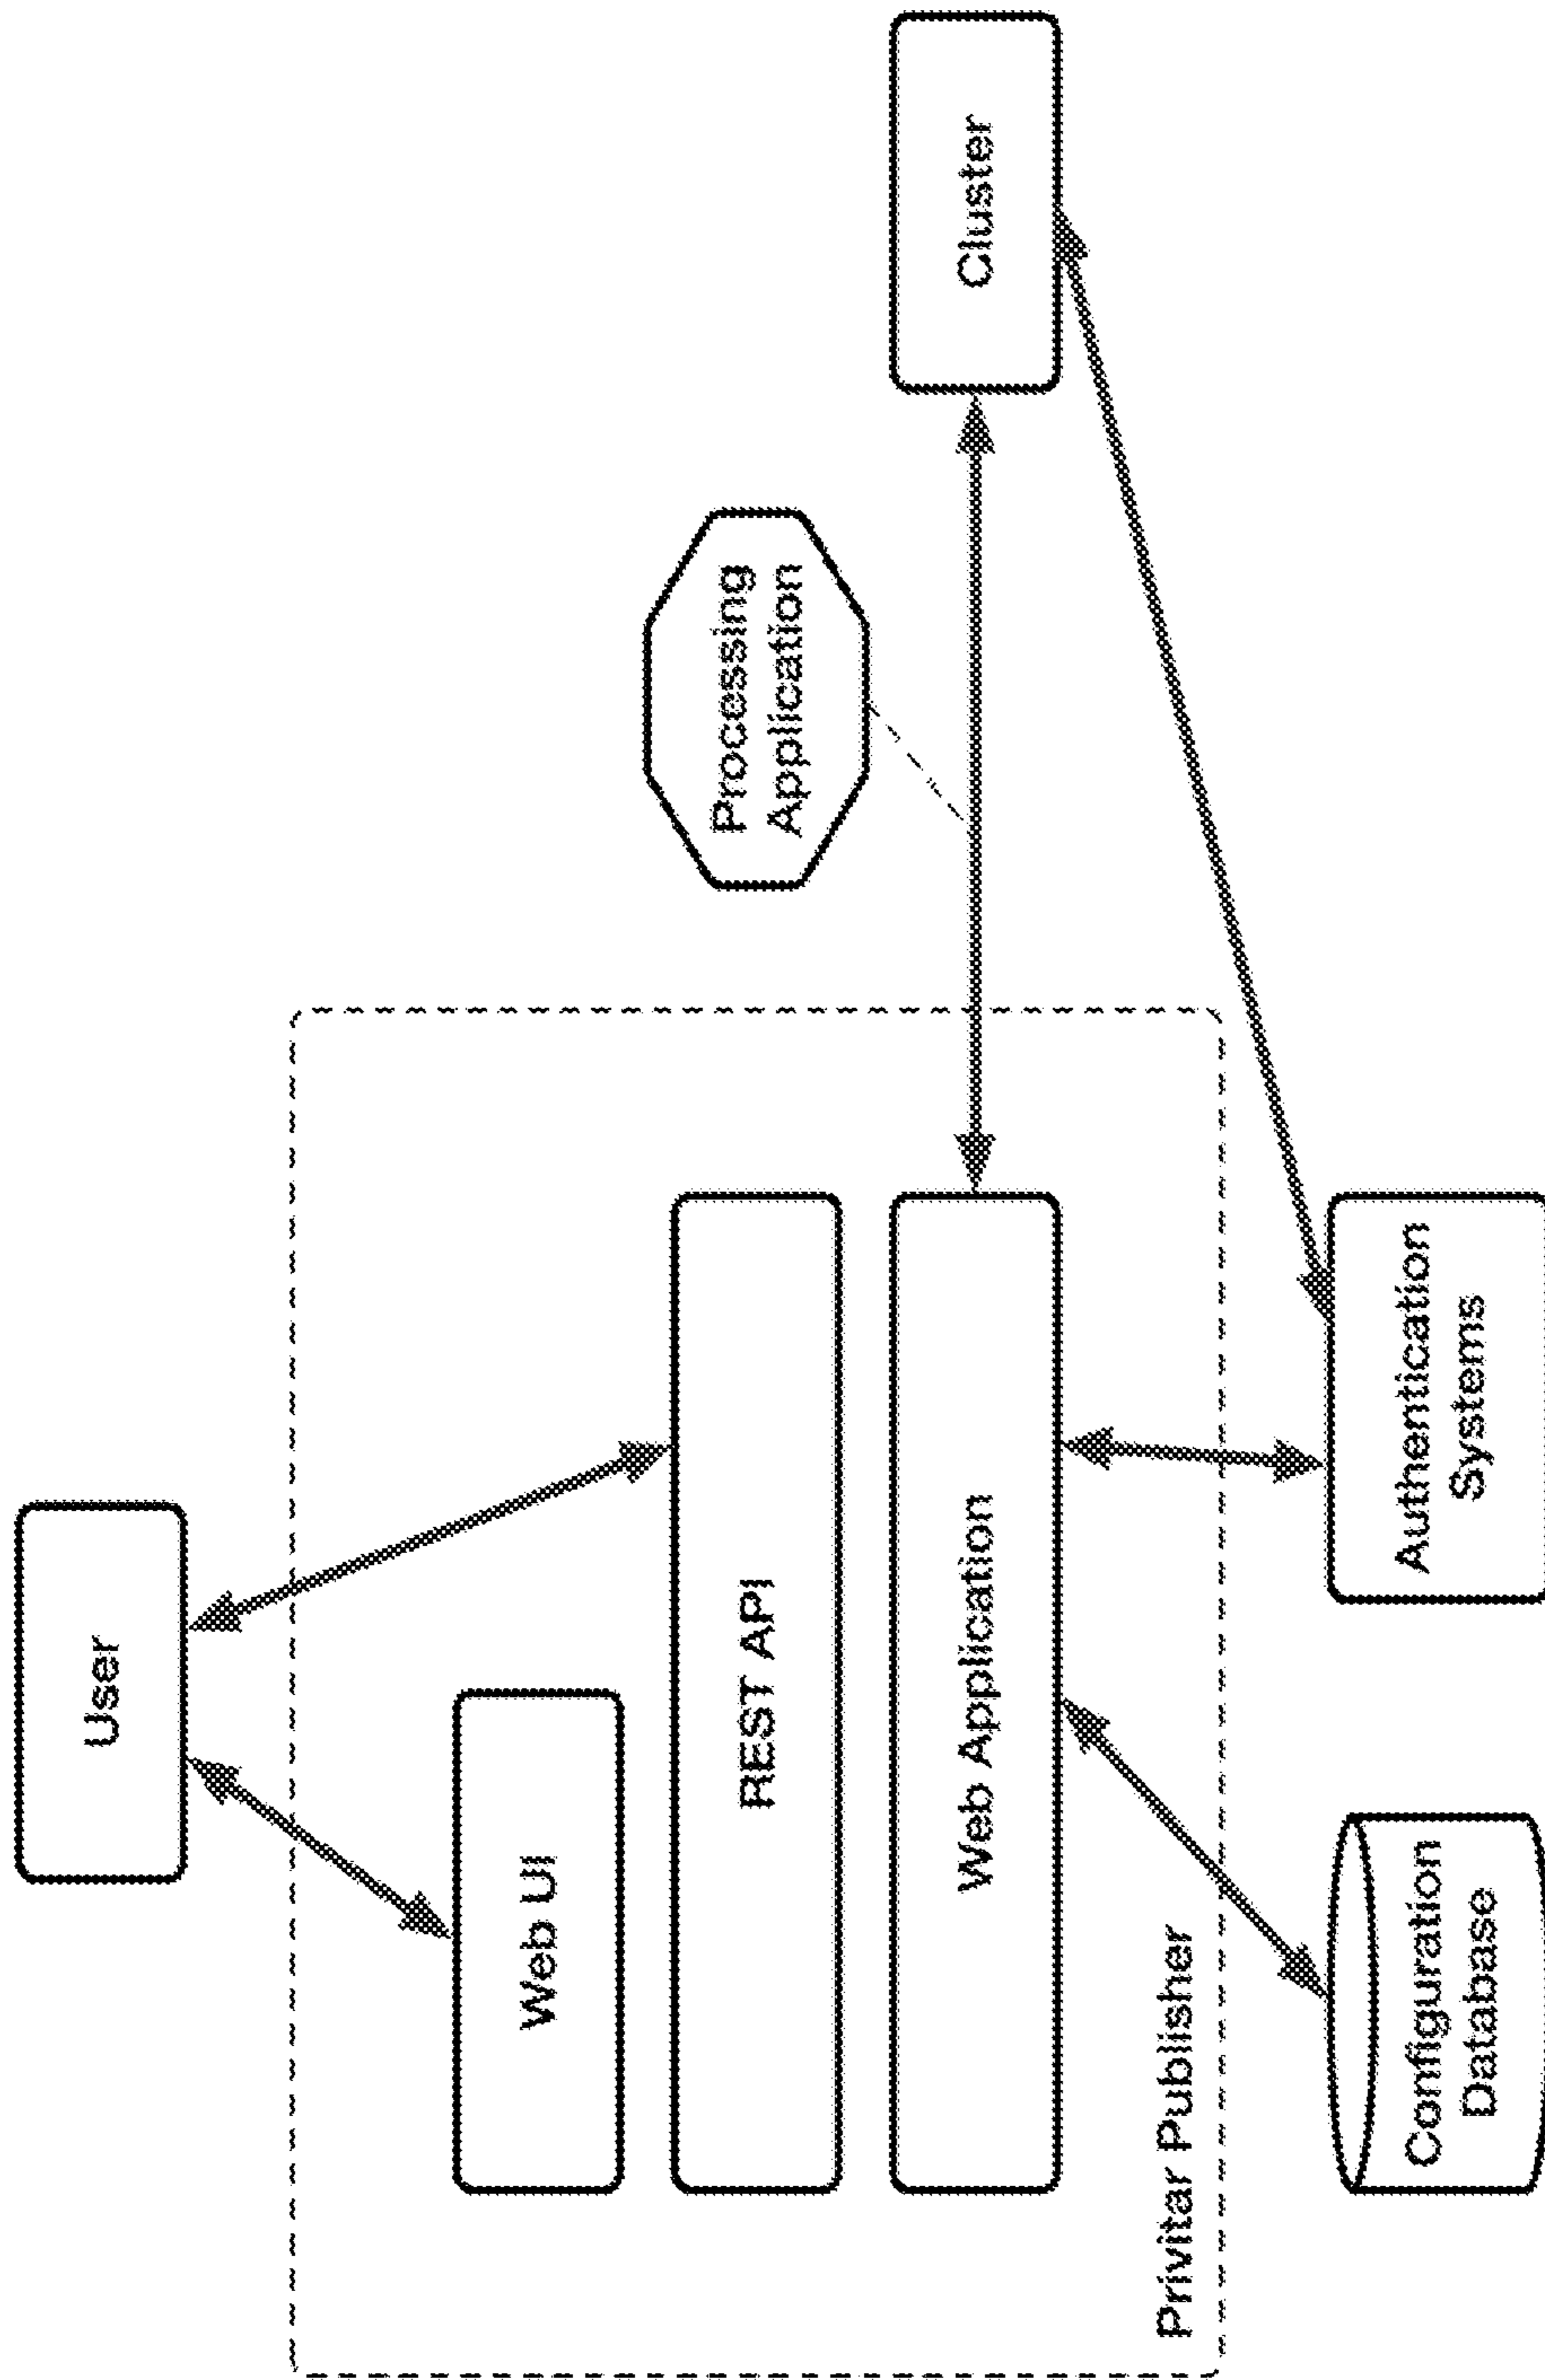 User
Web UI
REST API
Processing
Application
Web Application
Cluster
Privitar Publisher
Configuration
Database
Authentication
Systems